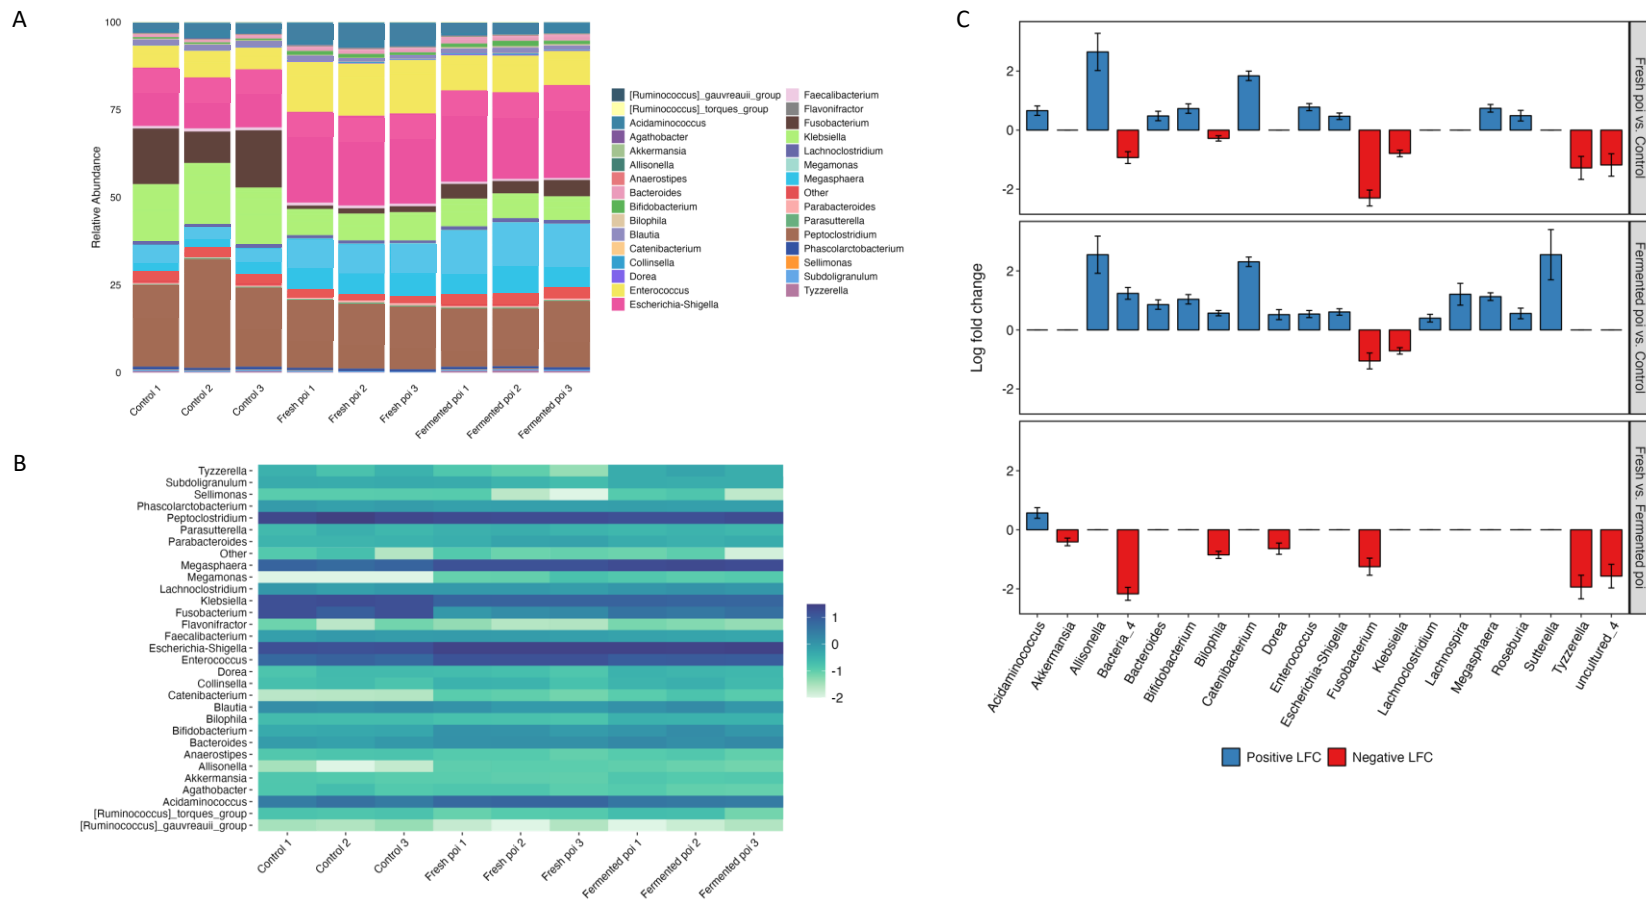 A
100
75
50
25
0
Relative Abundance
Control 1
Control 2
Control 3
Fresh poi 1
Fresh poi 2
Fresh poi 3
Fermented poi 1
Fermented poi 2
Fermented poi 3
[Ruminococcus]_gauvreauii_group
[Ruminococcus]_torques_group
Acidaminococcus
Agathobacter
Akkermansia
Allisonella
Anaerostipes
Bacteroides
Bifidobacterium
Bilophila
Blautia
Catenibacterium
Collinsella
Dorea
Enterococcus
Escherichia-Shigella
Faecalibacterium
Flavonifractor
Fusobacterium
Klebsiella
Lachnoclostridium
Megamonas
Megasphaera
Other
Parabacteroides
Parasutterella
Peptoclostridium
Phascolarctobacterium
Sellimonas
Subdoligranulum
Tyzzerella
B
Tyzzerella
Subdoligranulum
Sellimonas
Phascolarctobacterium
Peptoclostridium
Parasutterella
Parabacteroides
Other
Megasphaera
Megamonas
Lachnoclostridium
Klebsiella
Fusobacterium
Flavonifractor
Faecalibacterium
Escherichia-Shigella
Enterococcus
Dorea
Collinsella
Catenibacterium
Blautia
Bilophila
Bifidobacterium
Bacteroides
Anaerostipes
Allisonella
Akkermansia
Agathobacter
Acidaminococcus
[Ruminococcus]_torques_group
[Ruminococcus]_gauvreauii_group
Control 1
Control 2
Control 3
Fresh poi 1
Fresh poi 2
Fresh poi 3
Fermented poi 1
Fermented poi 2
Fermented poi 3
1
0
-1
-2
C
Log fold change
2
0
-2
Fresh poi vs. Control
2
0
-2
Fermented poi vs. Control
2
0
-2
Fresh vs. Fermented poi
Acidaminococcus
Akkermansia
Allisonella
Bacteria_4
Bacteroides
Bifidobacterium
Bilophila
Catenibacterium
Dorea
Enterococcus
Escherichia-Shigella
Fusobacterium
Klebsiella
Lachnoclostridium
Lachnospira
Megasphaera
Roseburia
Sutterella
Tyzzerella
uncultured_4
Positive LFC
Negative LFC